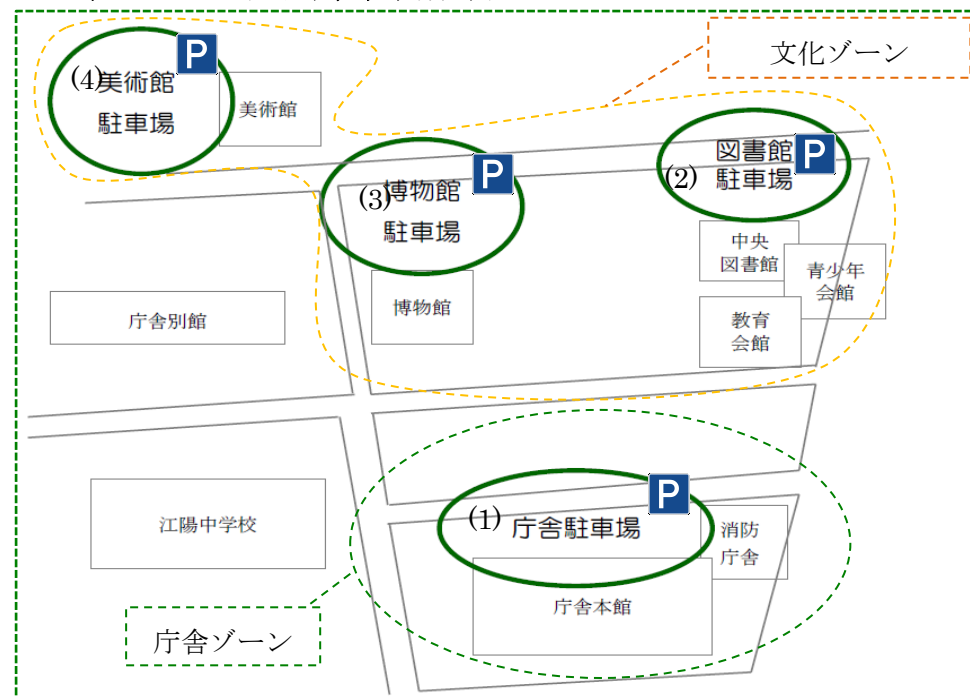 文化ゾーン
P
(4)美術館
駐車場
美術館
P
図書館
(2)
駐車場
P
(3)博物館
駐車場
中央
図書館
青少年
会館
博物館
庁舎別館
教育
会館
P
(1)
庁舎駐車場
江陽中学校
消防
庁舎
庁舎本館
庁舎ゾーン